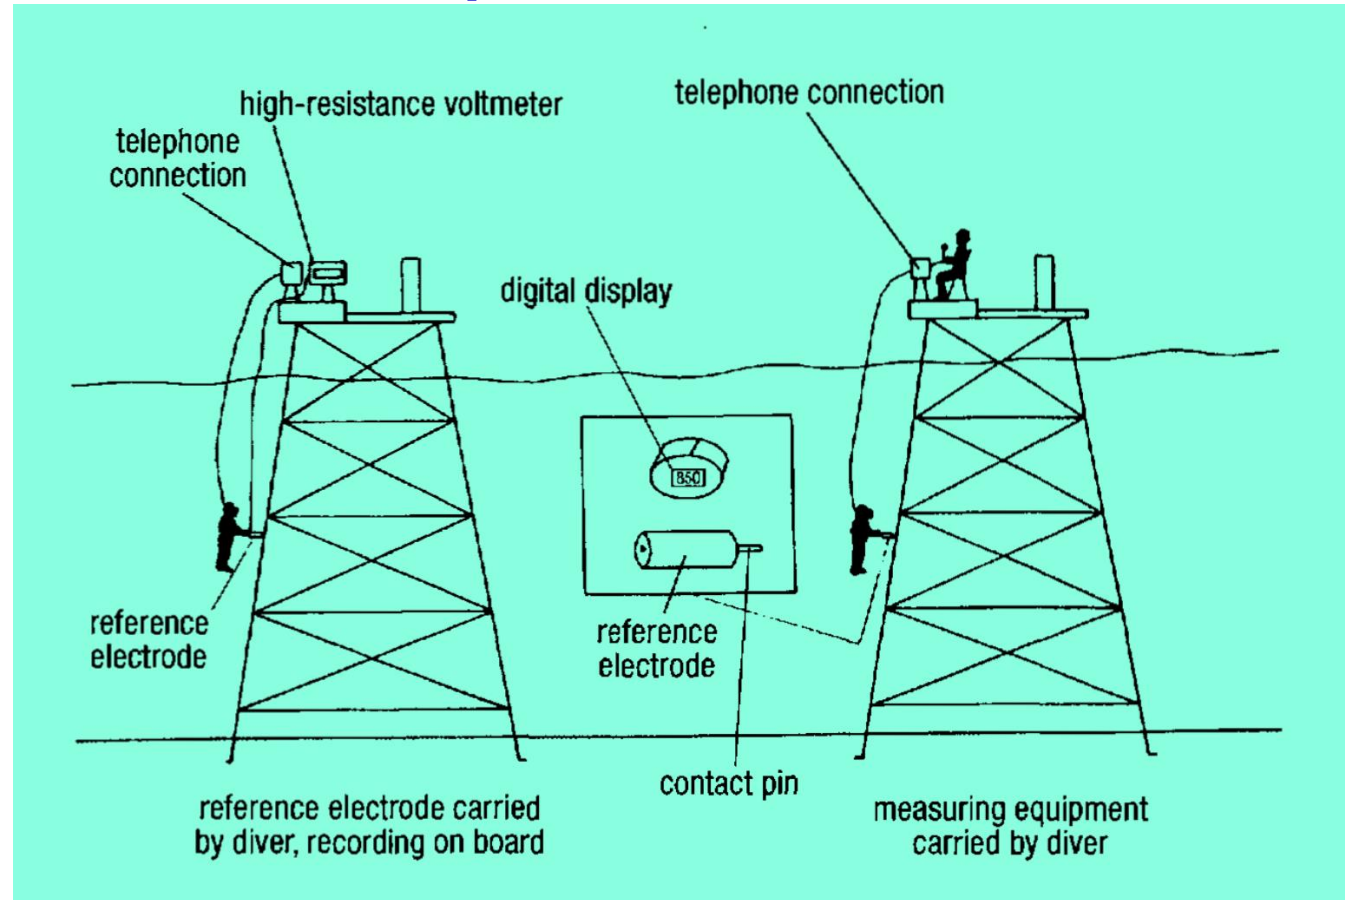 high-resistance voltmeter
telephone
connection
telephone connection
digital display
850
reference
electrode
reference
electrode
contact pin
reference electrode carried
by diver, recording on board
measuring equipment
carried by diver